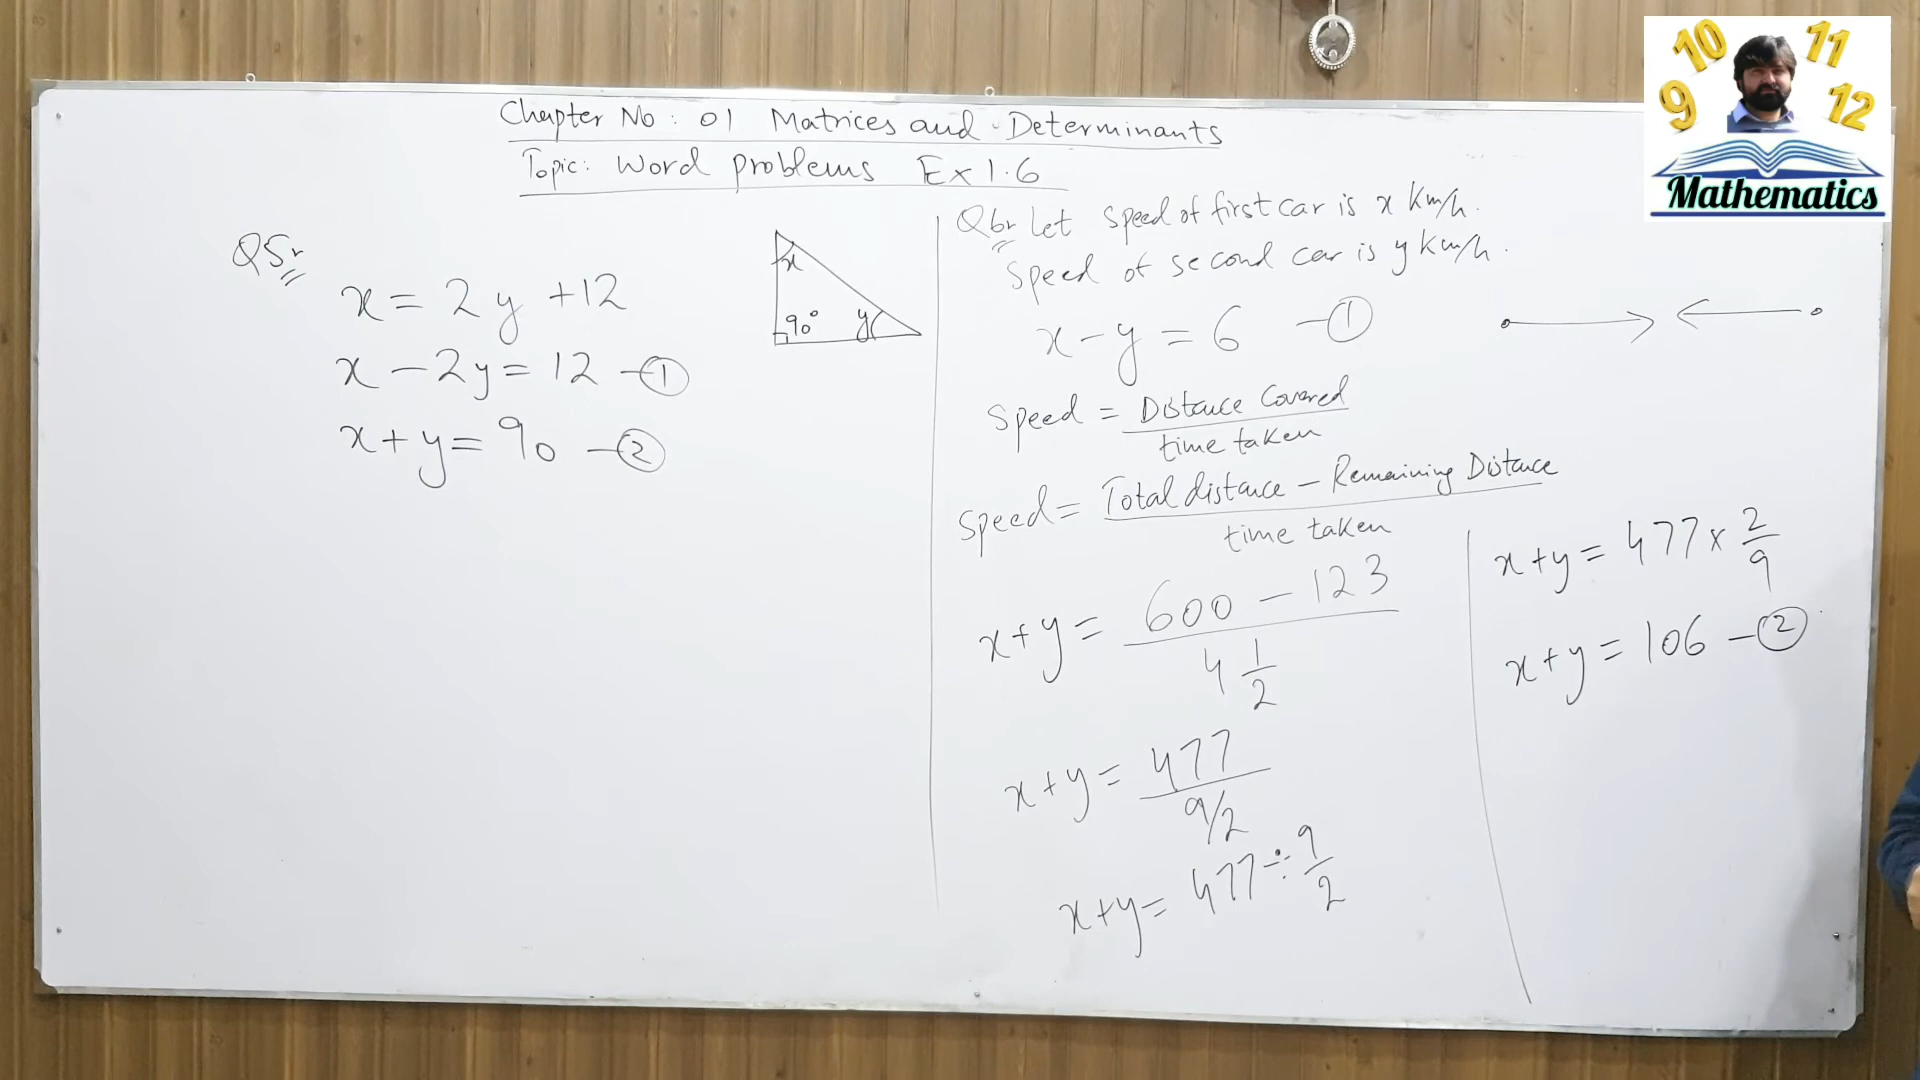 Chapter No: 01 Matrices and Determinants
Topic: Word problems Ex 1.6
Q5:
x = 2y + 12
x - 2y = 12 - ①
x + y = 90 - ②
x
90°
y
Q6: Let speed of first car is x Km/h.
Speed of second car is y Km/h.
x - y = 6 - ①
Speed = Distance Covered / time taken
Speed = Total distance - Remaining Distance / time taken
x + y = 600 - 123 / 4 1/2
x + y = 477 / 9/2
x + y = 477 ÷ 9/2
x + y = 477 × 2/9
x + y = 106 - ②
9 10 11 12
Mathematics